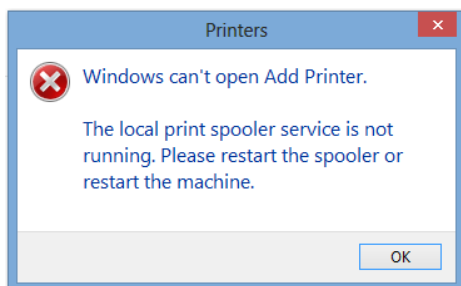 Printers
Windows can't open Add Printer.
The local print spooler service is not
running. Please restart the spooler or
restart the machine.
OK